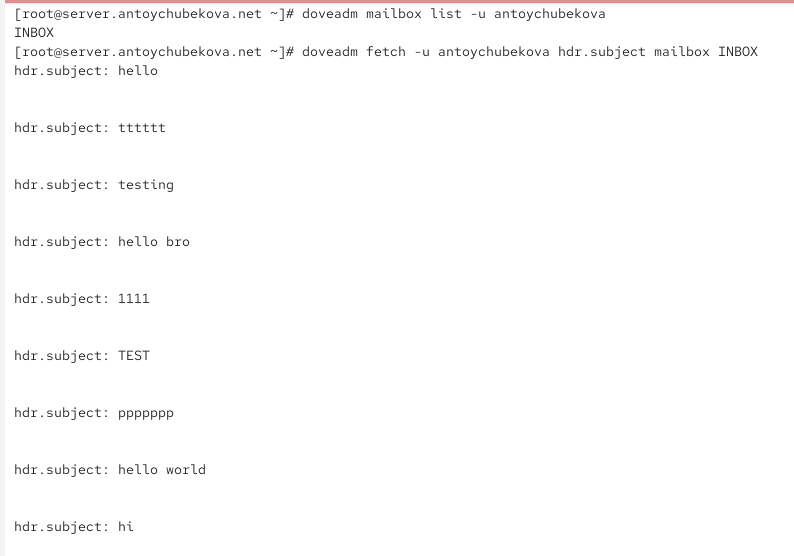 [root@server.antoychubekova.net ~]# doveadm mailbox list -u antoychubekova
INBOX
[root@server.antoychubekova.net ~]# doveadm fetch -u antoychubekova hdr.subject mailbox INBOX
hdr.subject: hello
hdr.subject: tttttt
hdr.subject: testing
hdr.subject: hello bro
hdr.subject: 1111
hdr.subject: TEST
hdr.subject: ppppppp
hdr.subject: hello world
hdr.subject: hi